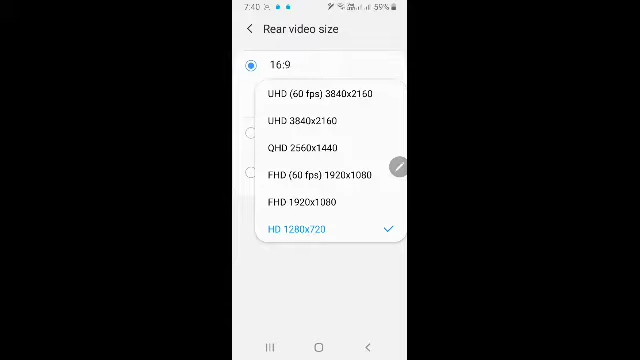 7:40 59%
Rear video size
16:9
UHD (60 fps) 3840x2160
UHD 3840x2160
QHD 2560x1440
FHD (60 fps) 1920x1080
FHD 1920x1080
HD 1280x720